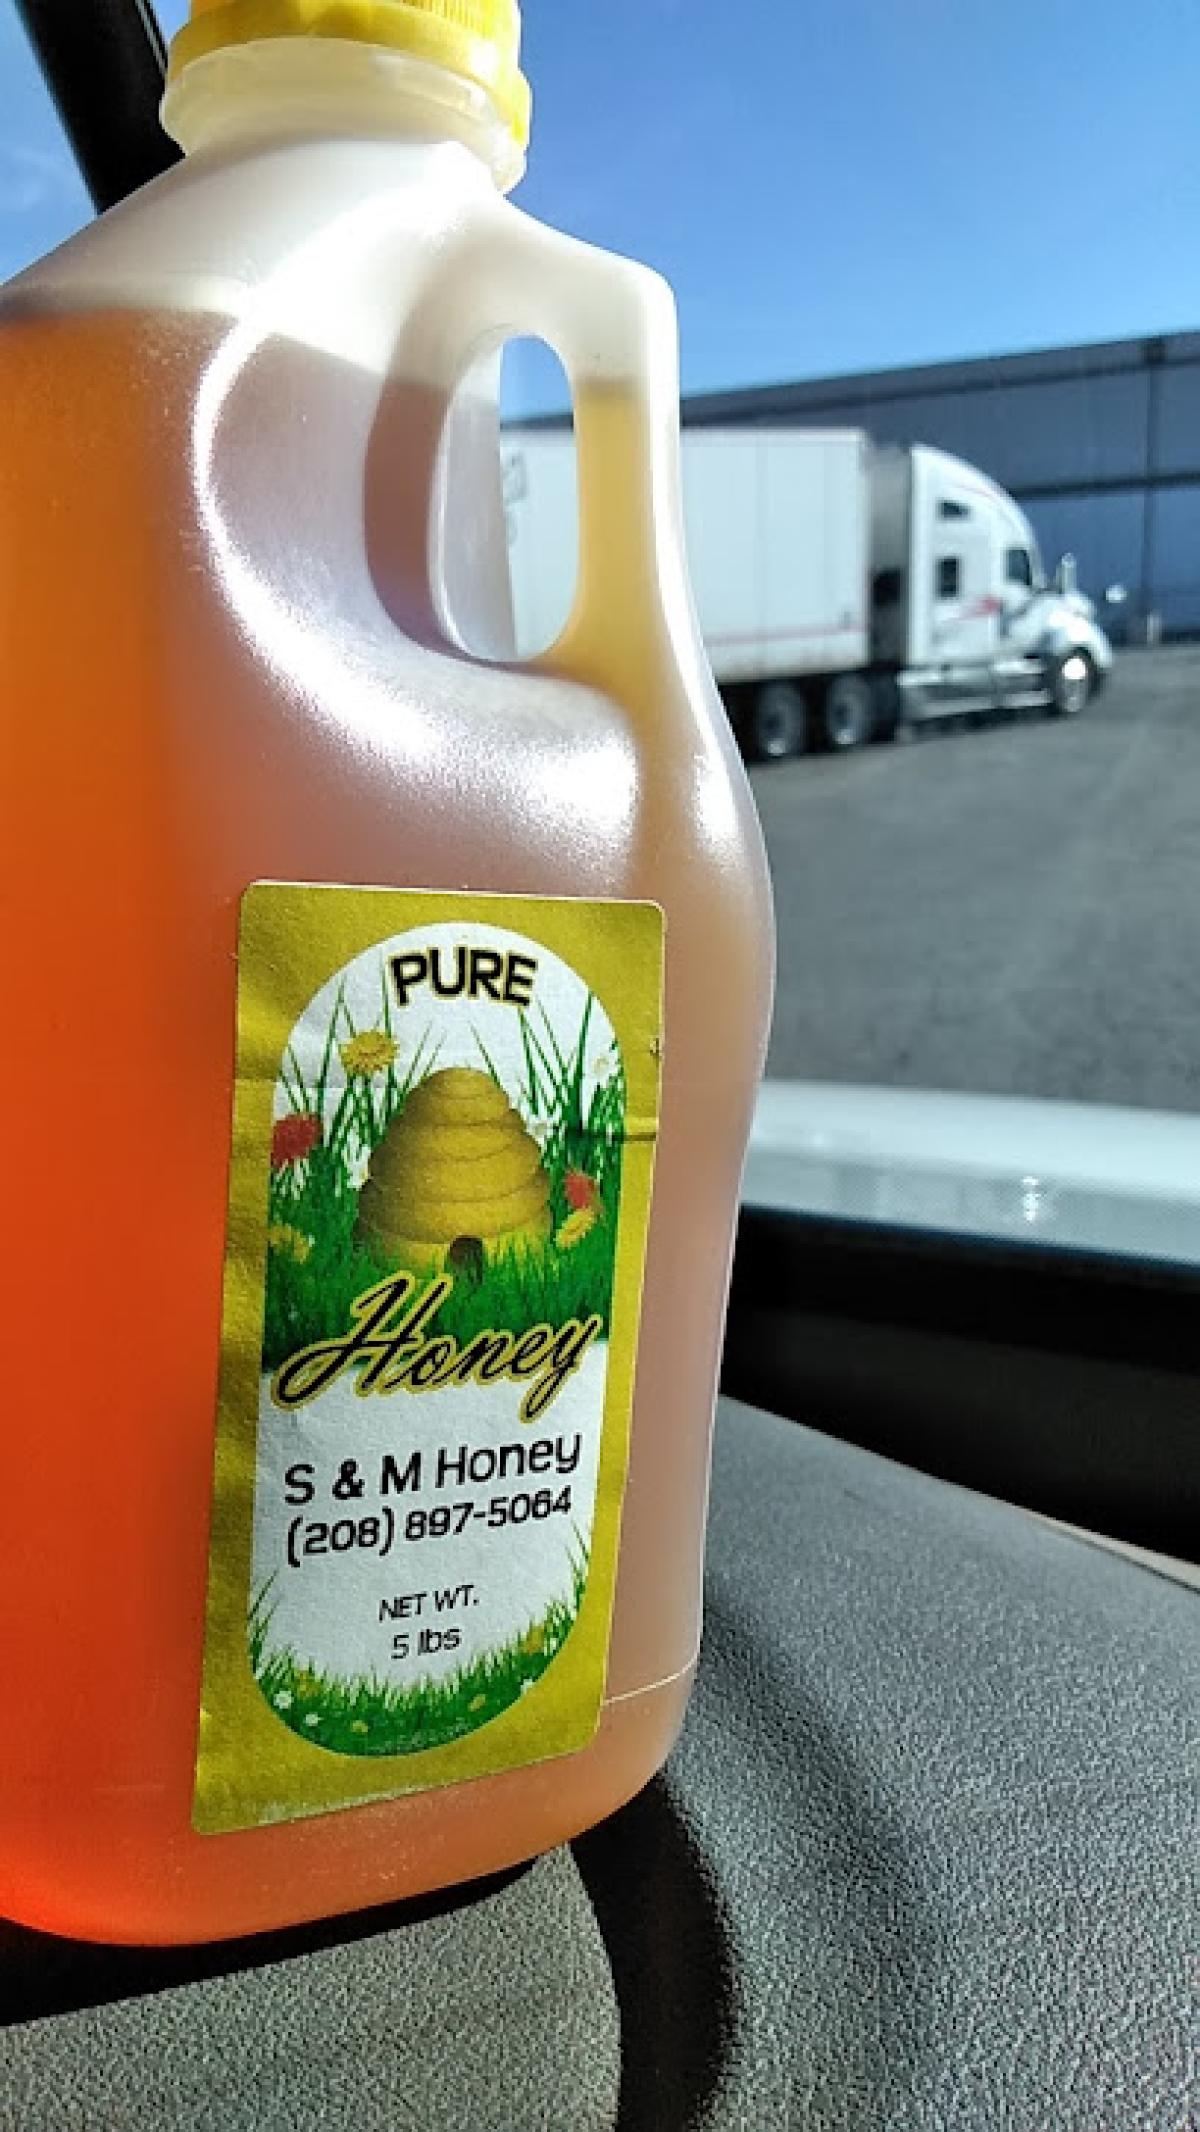 PURE
Honey
S & M Honey
(208) 897-5064
NET WT.
5 lbs